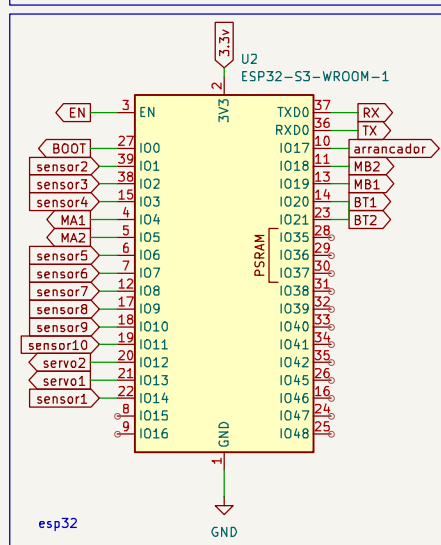 3.3v
U2
ESP32-S3-WROOM-1
2
3V3
EN 3 EN TXD0 37 RX
RXD0 36 TX
BOOT 27 IO0 IO17 10 arrancador
sensor2 39 IO1 IO18 11 MB2
sensor3 38 IO2 IO19 13 MB1
sensor4 15 IO3 IO20 14 BT1
MA1 4 IO4 IO21 23 BT2
MA2 5 IO5 IO35 28
sensor5 6 IO6 IO36 29
sensor6 7 IO7 IO37 30
PSRAM
sensor7 12 IO8 IO38 31
sensor8 17 IO9 IO39 32
sensor9 18 IO10 IO40 33
sensor10 19 IO11 IO41 34
servo2 20 IO12 IO42 35
servo1 21 IO13 IO45 26
sensor1 22 IO14 IO46 16
8 IO15 IO47 24
9 IO16 IO48 25
GND
1
esp32
GND